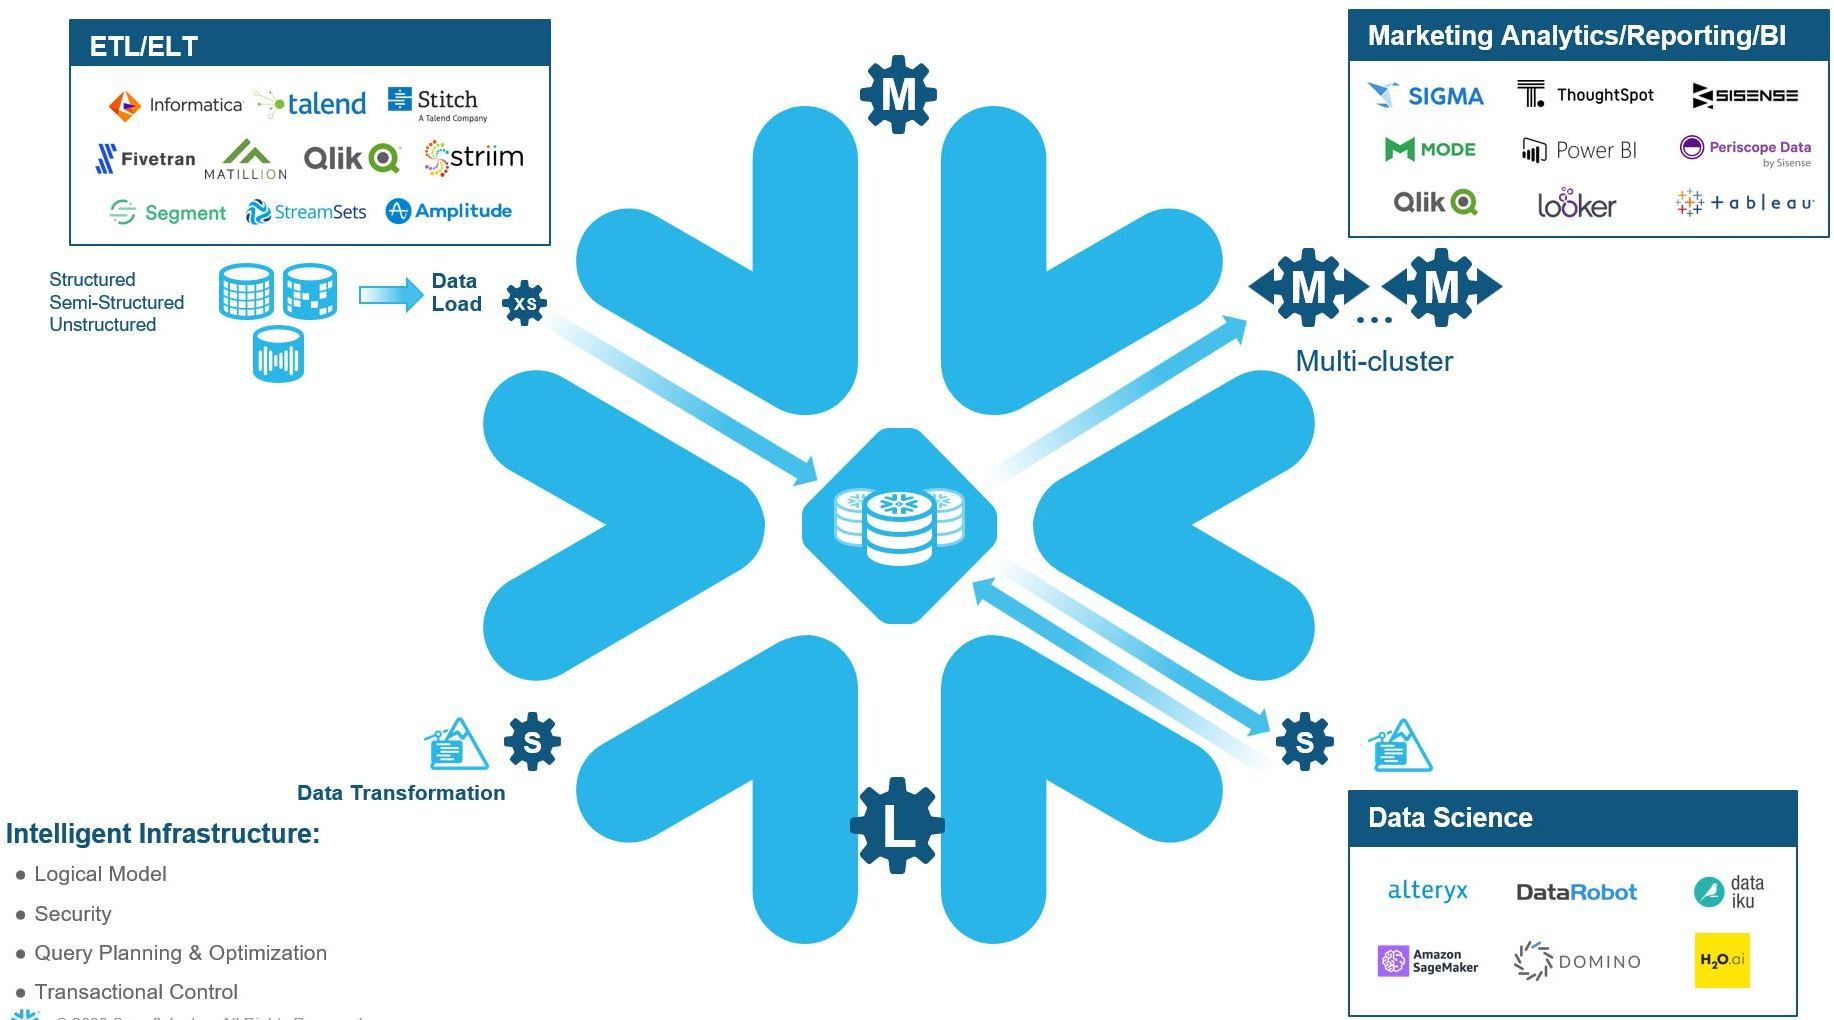 ETL/ELT
Informatica
talend
Stitch
A Talend Company
Fivetran
MATILLION
Qlik
striim
Segment
StreamSets
Amplitude
Marketing Analytics/Reporting/BI
SIGMA
ThoughtSpot
SISENSE
MODE
Power BI
Periscope Data
by Sisense
Qlik
looker
+ableau
M
Structured
Semi-Structured
Unstructured
Data
Load
XS
M
M
...
Multi-cluster
S
Data Transformation
S
L
Intelligent Infrastructure:
● Logical Model
● Security
● Query Planning & Optimization
● Transactional Control
Data Science
alteryx
DataRobot
data
iku
Amazon
SageMaker
DOMINO
H2O.ai